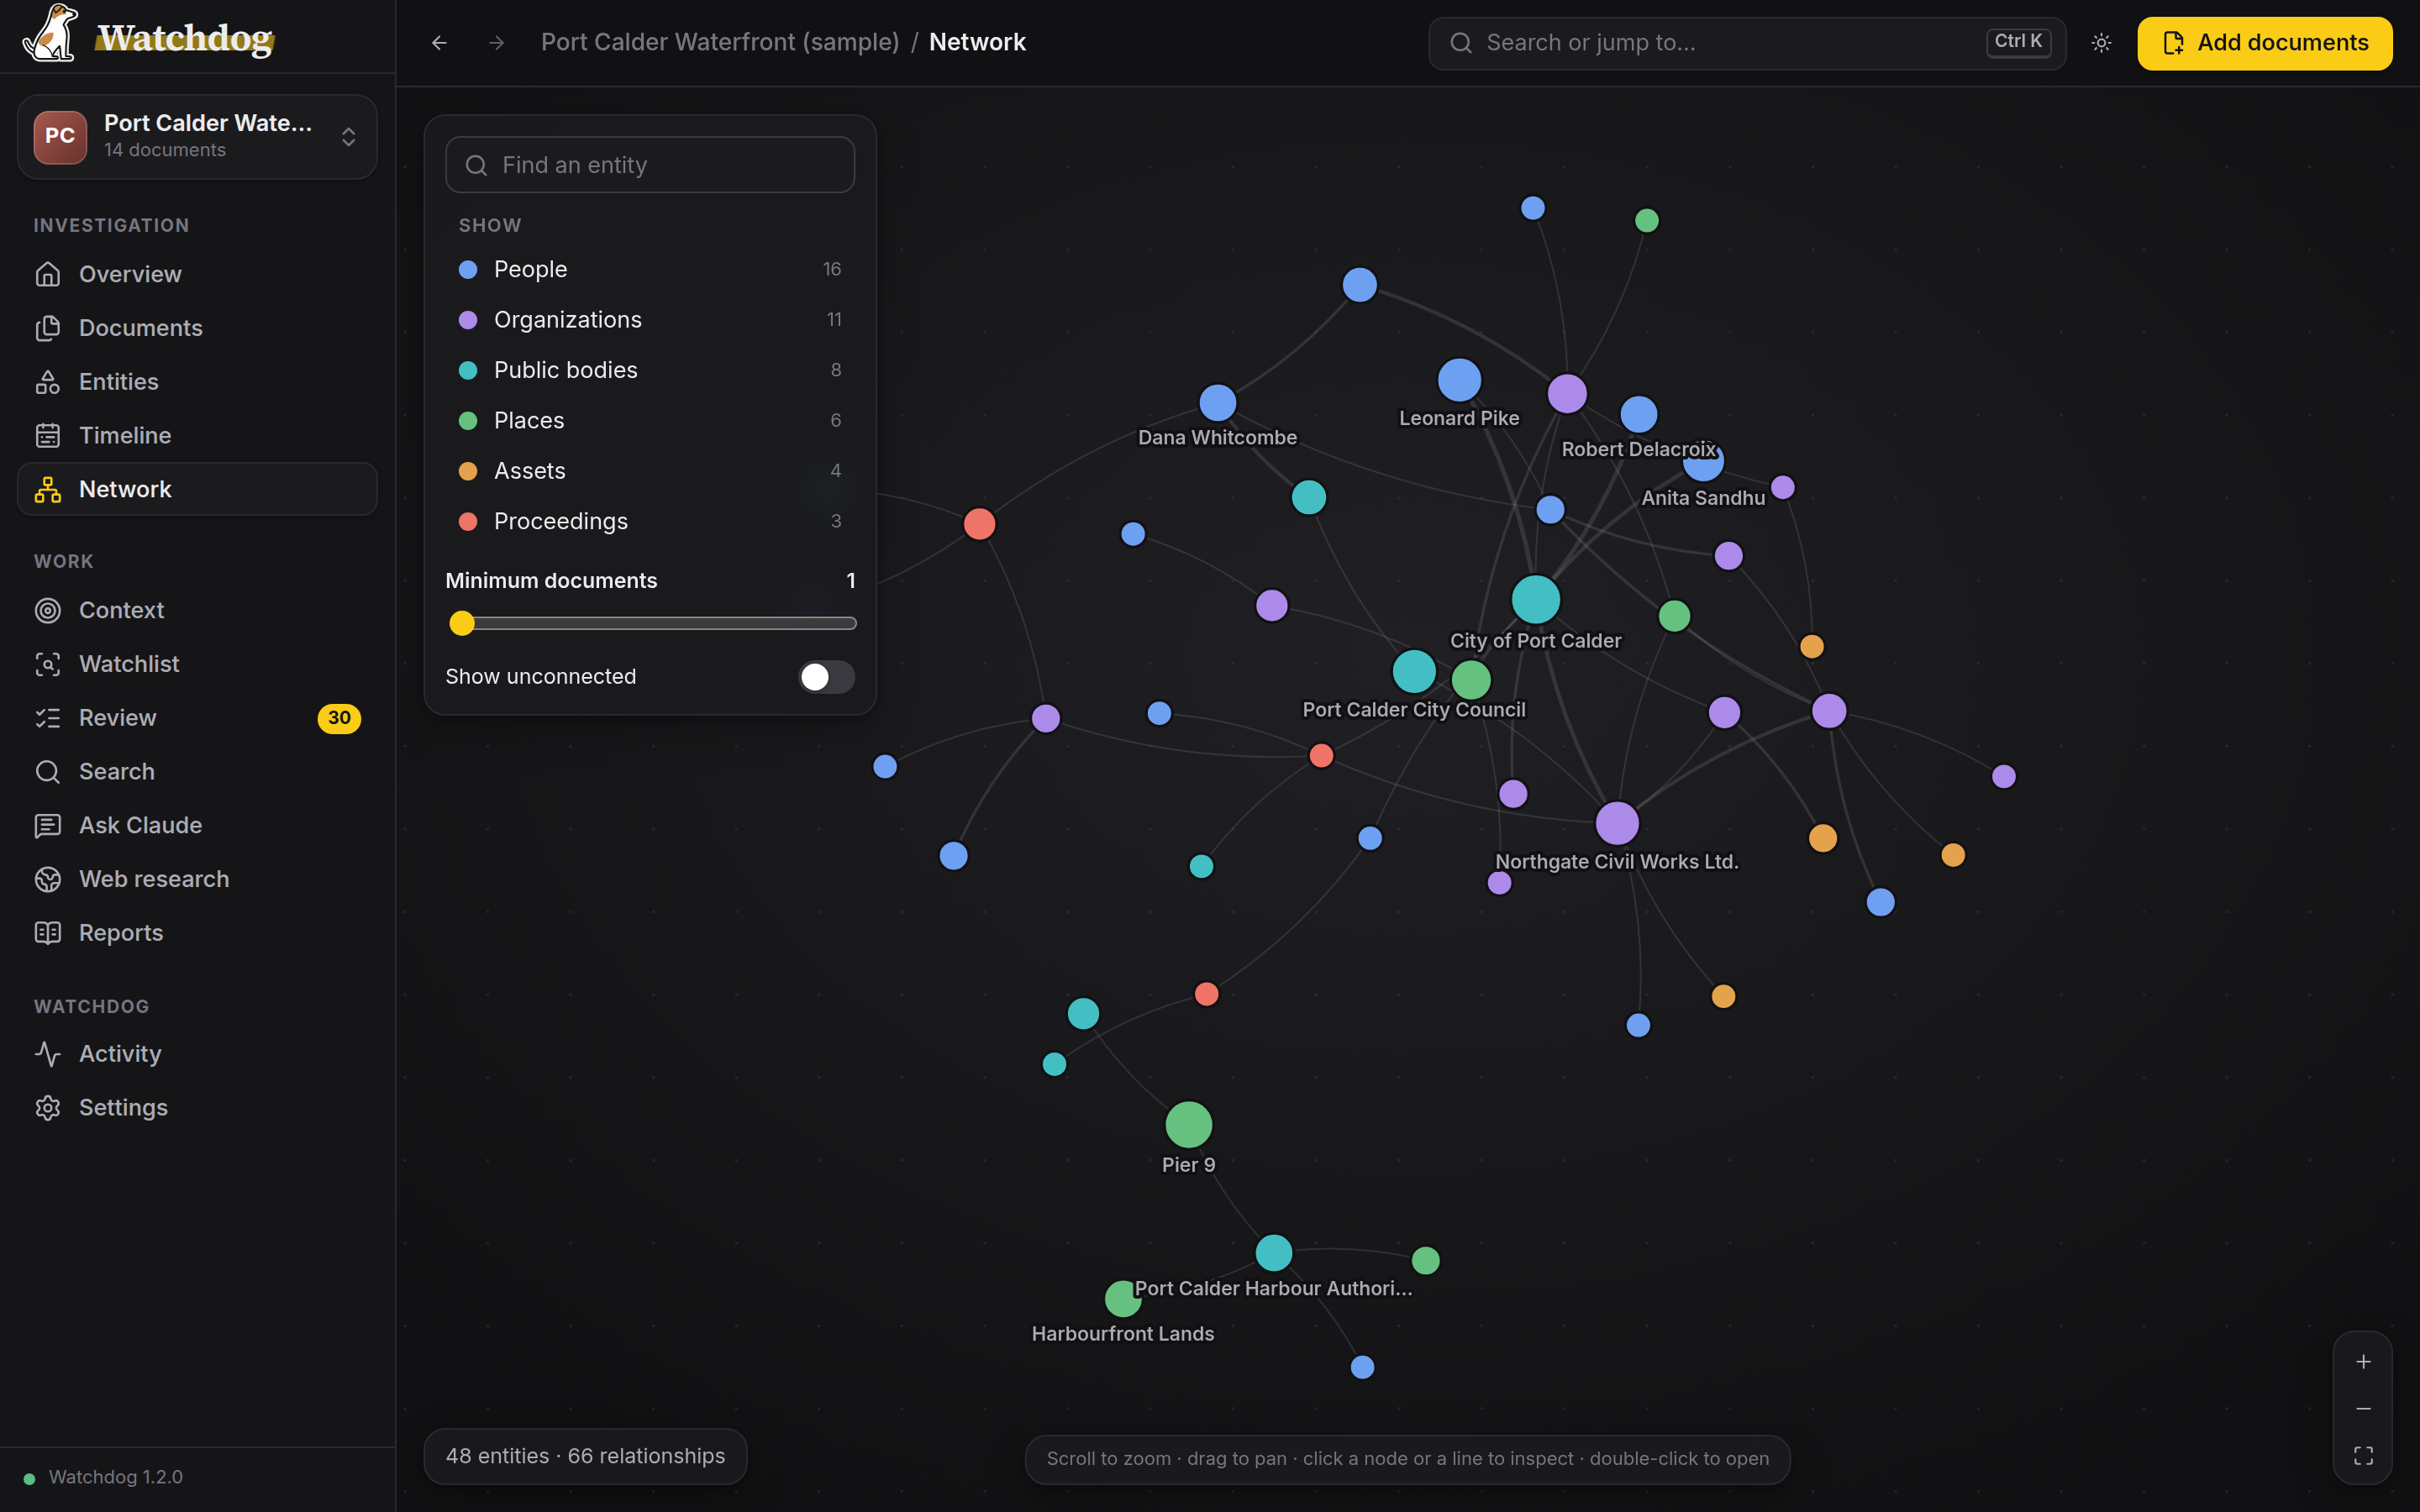 Watchdog
Port Calder Waterfront (sample) / Network
Search or jump to...
Ctrl K
Add documents
PC
Port Calder Wate...
14 documents
INVESTIGATION
Overview
Documents
Entities
Timeline
Network
WORK
Context
Watchlist
Review
30
Search
Ask Claude
Web research
Reports
WATCHDOG
Activity
Settings
Watchdog 1.2.0
Find an entity
SHOW
People 16
Organizations 11
Public bodies 8
Places 6
Assets 4
Proceedings 3
Minimum documents 1
Show unconnected
Leonard Pike
Dana Whitcombe
Robert Delacroix
Anita Sandhu
City of Port Calder
Port Calder City Council
Northgate Civil Works Ltd.
Pier 9
Port Calder Harbour Authori...
Harbourfront Lands
48 entities · 66 relationships
Scroll to zoom · drag to pan · click a node or a line to inspect · double-click to open